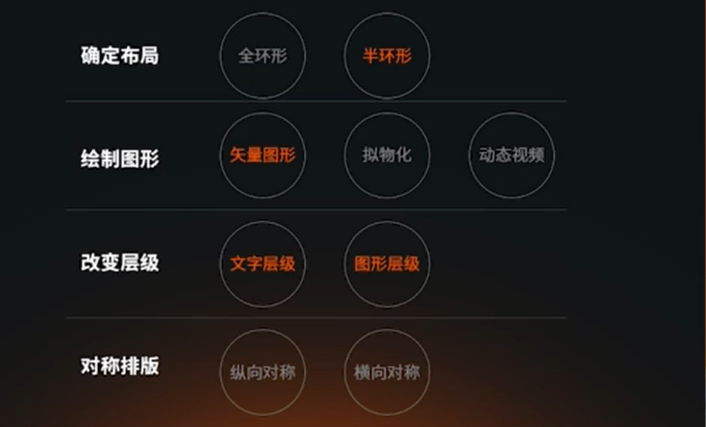 确定布局 全环形 半环形
绘制图形 矢量图形 拟物化 动态视频
改变层级 文字层级 图形层级
对称排版 纵向对称 横向对称